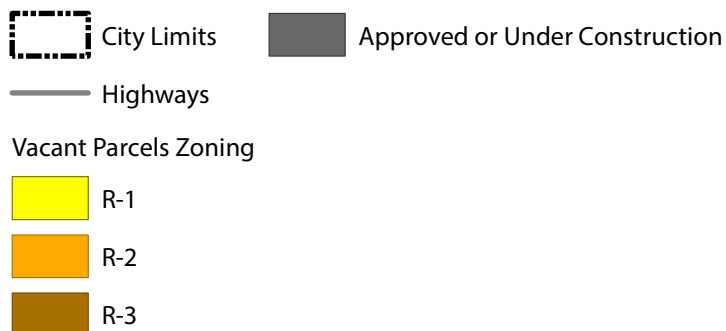 City Limits
Approved or Under Construction
Highways
Vacant Parcels Zoning
R-1
R-2
R-3